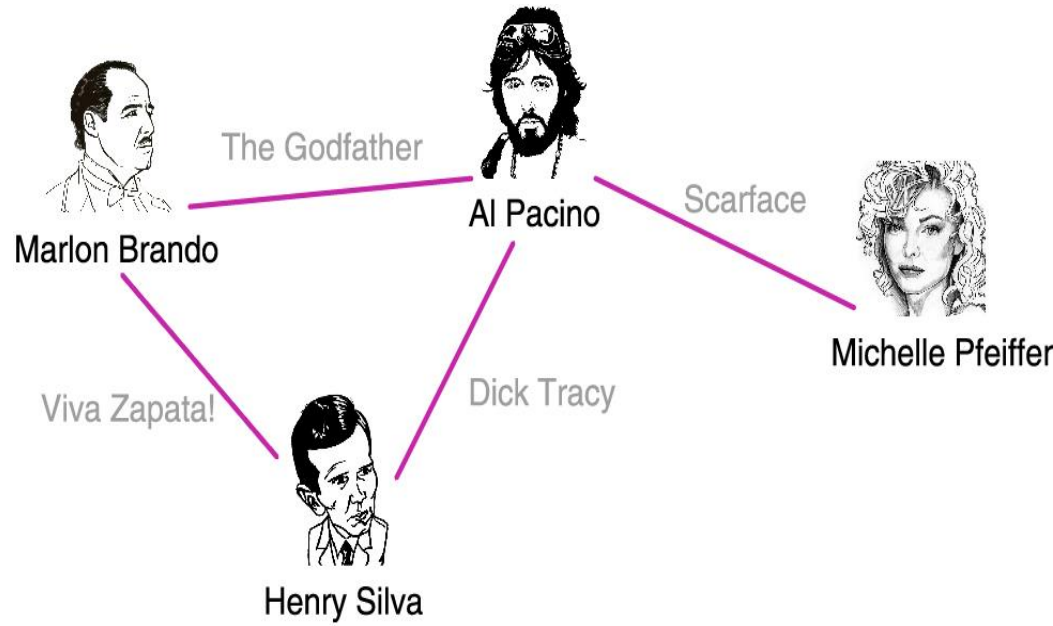 The Godfather
Scarface
Al Pacino
Marlon Brando
Michelle Pfeiffer
Viva Zapata!
Dick Tracy
Henry Silva